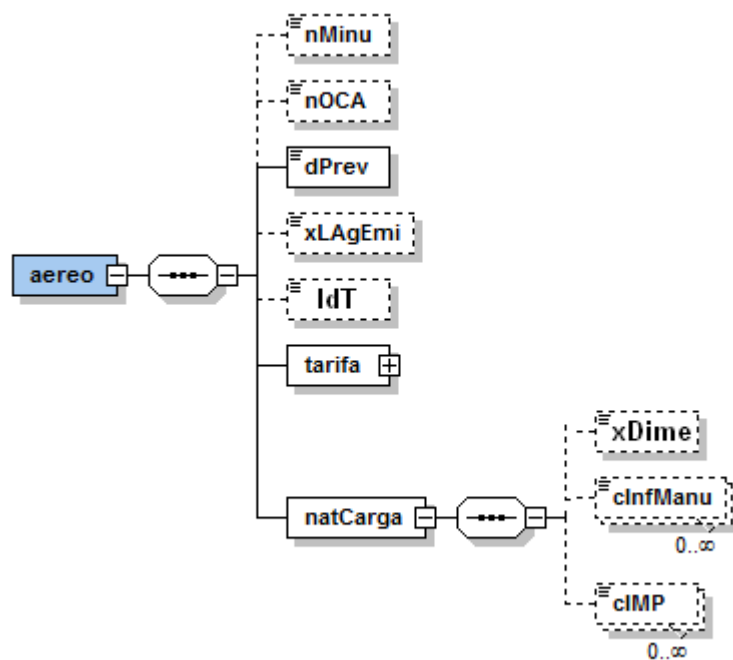 nMinu
nOCA
dPrev
xLAgEmi
aereo
IdT
tarifa
xDime
cInfManu
0..∞
natCarga
cIMP
0..∞